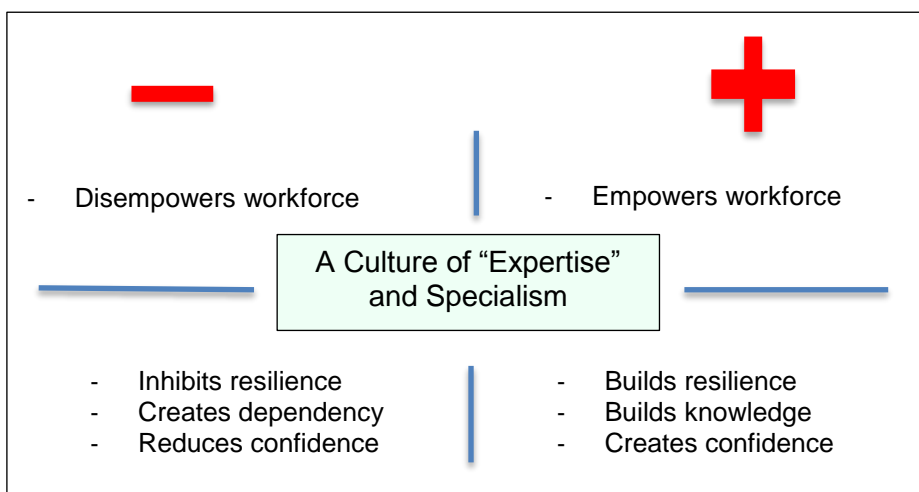 - Disempowers workforce
- Empowers workforce
A Culture of “Expertise”
and Specialism
- Inhibits resilience
- Creates dependency
- Reduces confidence
- Builds resilience
- Builds knowledge
- Creates confidence